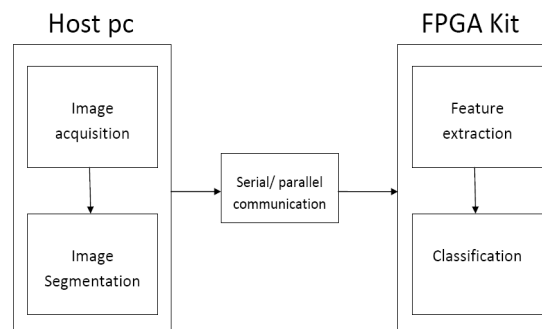 Host pc
Image
acquisition
Image
Segmentation
Serial/ parallel
communication
FPGA Kit
Feature
extraction
Classification